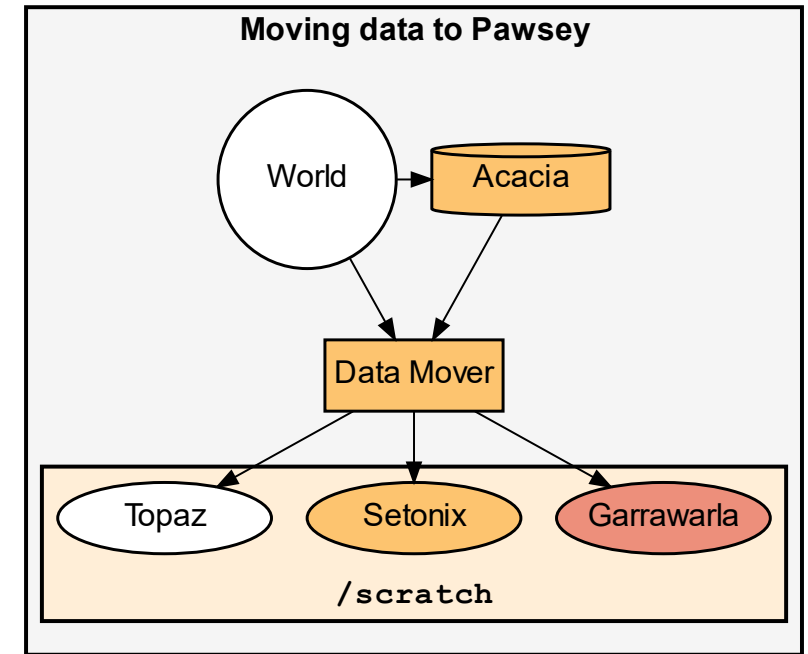 Moving data to Pawsey
World
Acacia
Data Mover
Topaz
Setonix
Garrawarla
/scratch